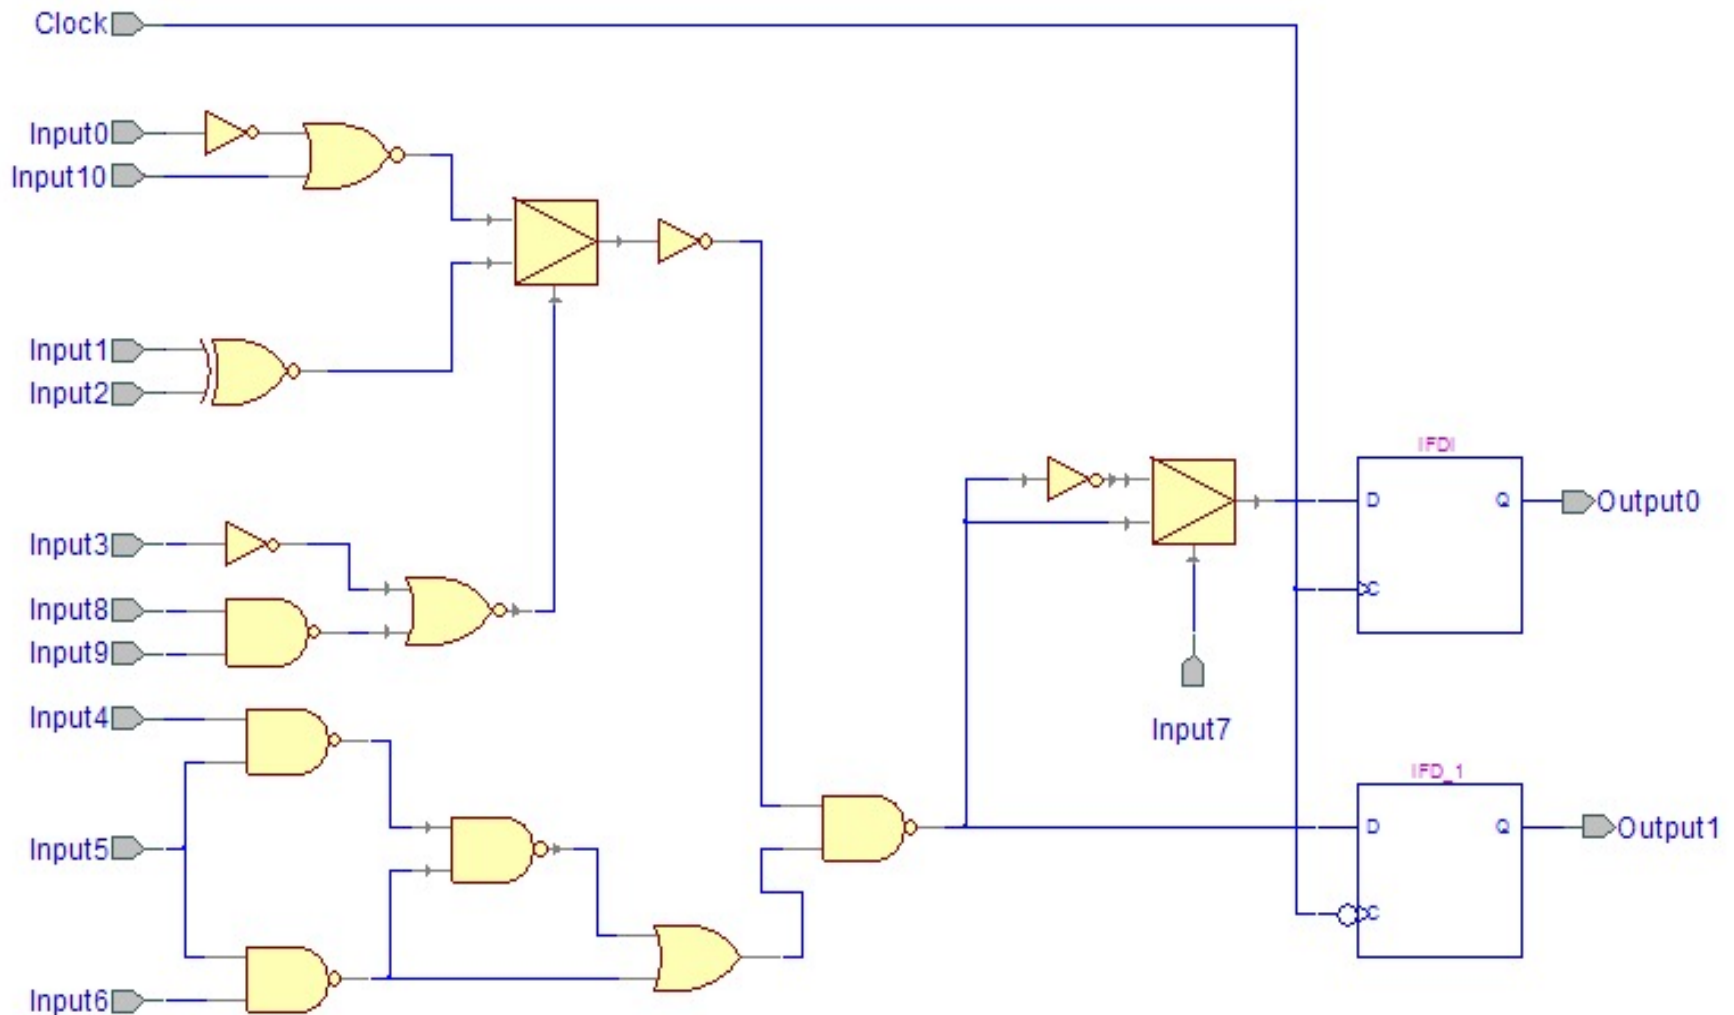 Clock
Input0
Input10
Input1
Input2
Input3
Input8
Input9
Input4
Input5
Input6
Input7
IFDI
D
Q
C
Output0
IFD_1
D
Q
C
Output1